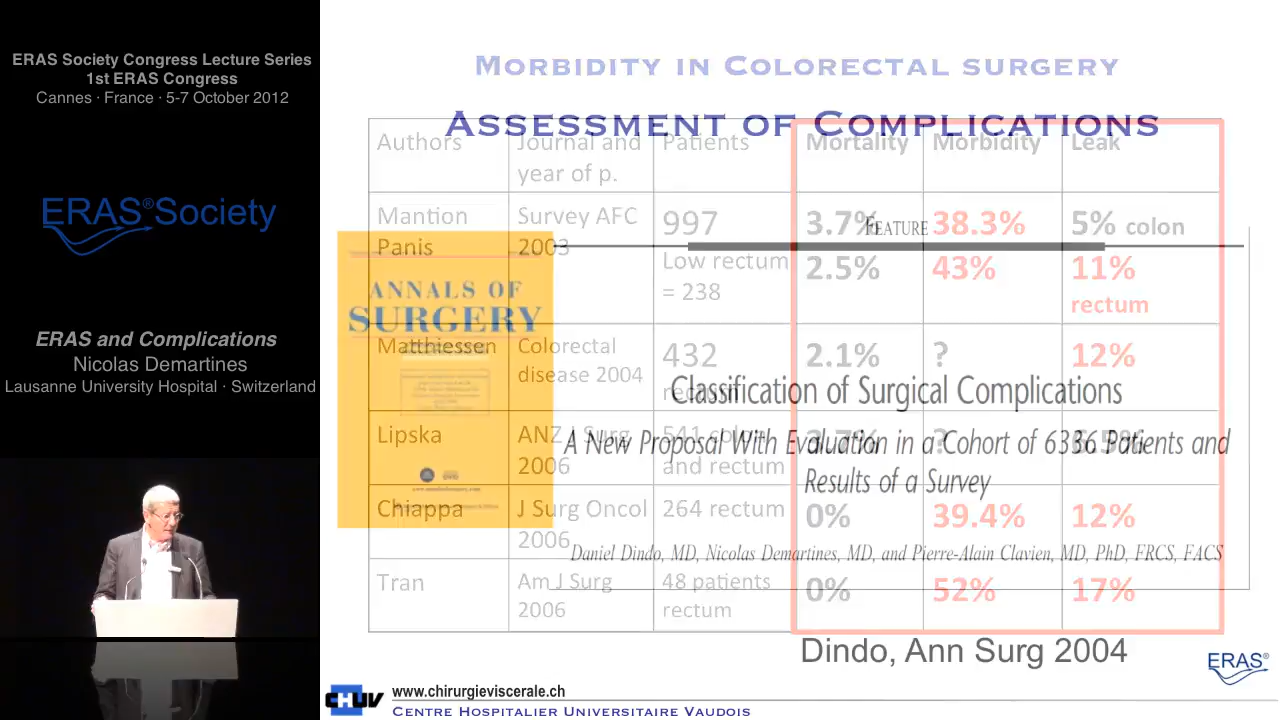 ERAS Society Congress Lecture Series
1st ERAS Congress
Cannes · France · 5-7 October 2012
ERAS®Society
ERAS and Complications
Nicolas Demartines
Lausanne University Hospital · Switzerland
MORBIDITY IN COLORECTAL SURGERY
ASSESSMENT OF COMPLICATIONS
Authors Journal and year of p. Patients Mortality Morbidity Leak
Mantion Panis Survey AFC 2003 997 3.7% 38.3% 5% colon
Low rectum = 238 2.5% 43% 11% rectum
Matthiessen Colorectal disease 2004 432 2.1% ? 12%
Lipska ANZ J Surg 2006 541 and rectum ?
Chiappa J Surg Oncol 2006 264 rectum 0% 39.4% 12%
Tran Am J Surg 2006 48 patients rectum 0% 52% 17%
FEATURE
ANNALS OF
SURGERY
Classification of Surgical Complications
A New Proposal With Evaluation in a Cohort of 6336 Patients and
Results of a Survey
Daniel Dindo, MD, Nicolas Demartines, MD, and Pierre-Alain Clavien, MD, PhD, FRCS, FACS
Dindo, Ann Surg 2004
ERAS®
CHUV
www.chirurgieviscerale.ch
CENTRE HOSPITALIER UNIVERSITAIRE VAUDOIS